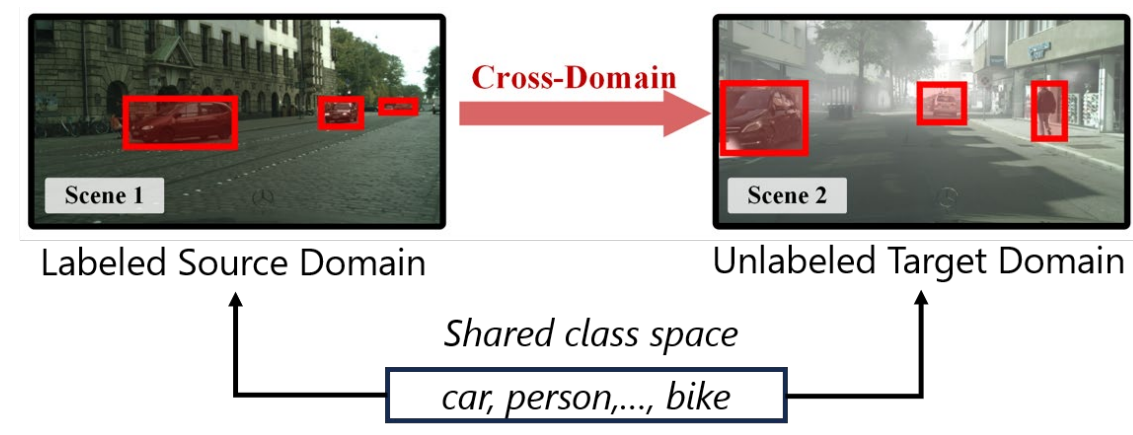 Cross-Domain
Scene 1
Scene 2
Labeled Source Domain
Unlabeled Target Domain
Shared class space
car, person,..., bike